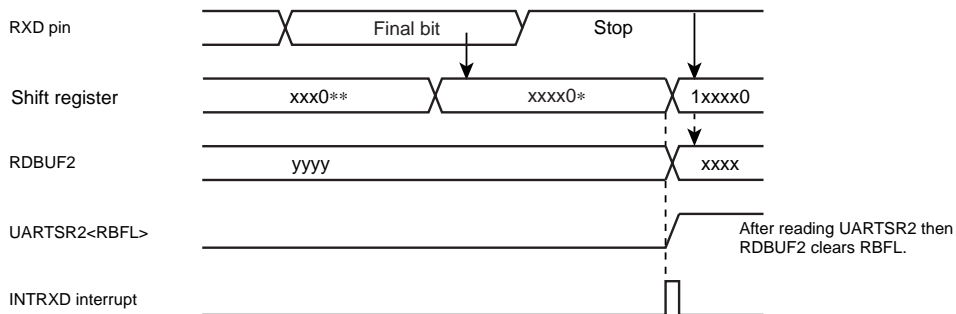 RXD pin
Final bit
Stop
Shift register
xxx0**
xxxx0*
1xxxx0
RDBUF2
yyyy
xxxx
UARTSR2<RBFL>
After reading UARTSR2 then
RDBUF2 clears RBFL.
INTRXD interrupt